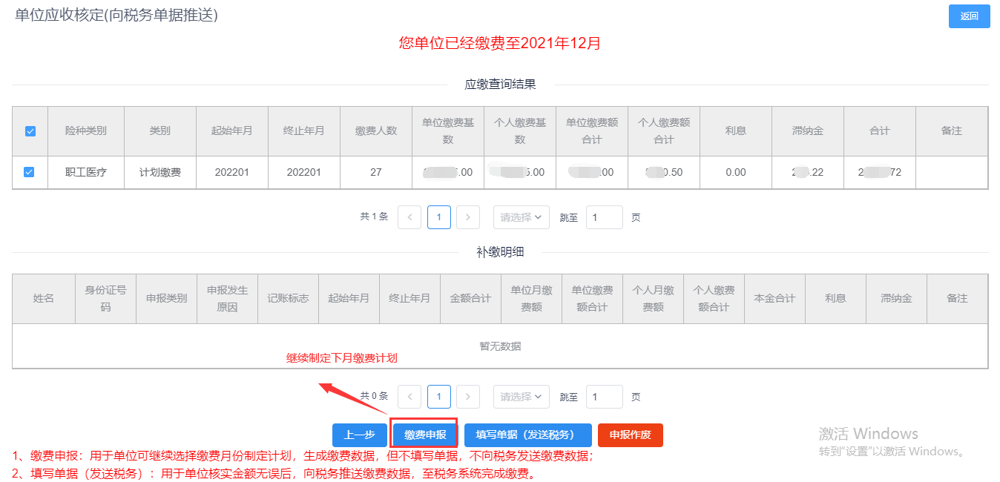 单位应收核定(向税务单据推送)
返回
您单位已经缴费至2021年12月
应缴查询结果
险种类别 类别 起始年月 终止年月 缴费人数 单位缴费基数 个人缴费基数 单位缴费额合计 个人缴费额合计 利息 滞纳金 合计 备注
职工医疗 计划缴费 202201 202201 27 .00 5.00 .00 0.50 0.00 2 .22 2 72
共 1 条 1 请选择 跳至 1 页
补缴明细
姓名 身份证号码 申报类别 申报发生原因 记账标志 起始年月 终止年月 金额合计 单位月缴费额 单位缴费额合计 个人月缴费额 个人缴费额合计 本金合计 利息 滞纳金 备注
暂无数据
继续制定下月缴费计划
共 0 条 1 请选择 跳至 1 页
上一步 缴费申报 填写单据（发送税务） 申报作废
激活 Windows
转到"设置"以激活 Windows。
1、缴费申报：用于单位可继续选择缴费月份制定计划，生成缴费数据，但不填写单据，不向税务发送缴费数据；
2、填写单据（发送税务）：用于单位核实金额无误后，向税务推送缴费数据，至税务系统完成缴费。